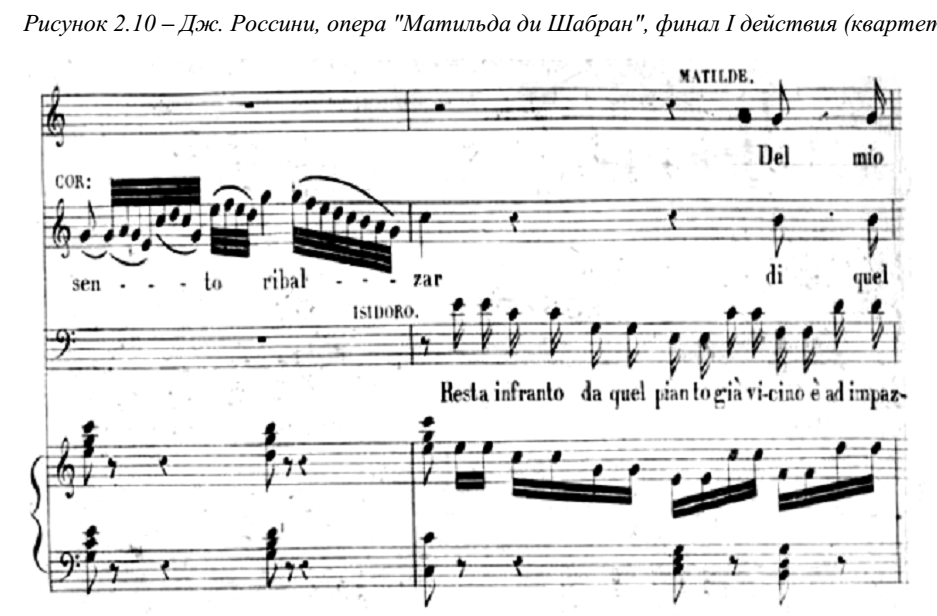 Рисунок 2.10 – Дж. Россини, опера "Матильда ди Шабран", финал I действия (квартет
MATILDE.
Del mio
COR:
sen - - - to ribal - - - zar di quel
ISIDORO.
Resta infranto da quel pianto già vi-cino è ad impaz-